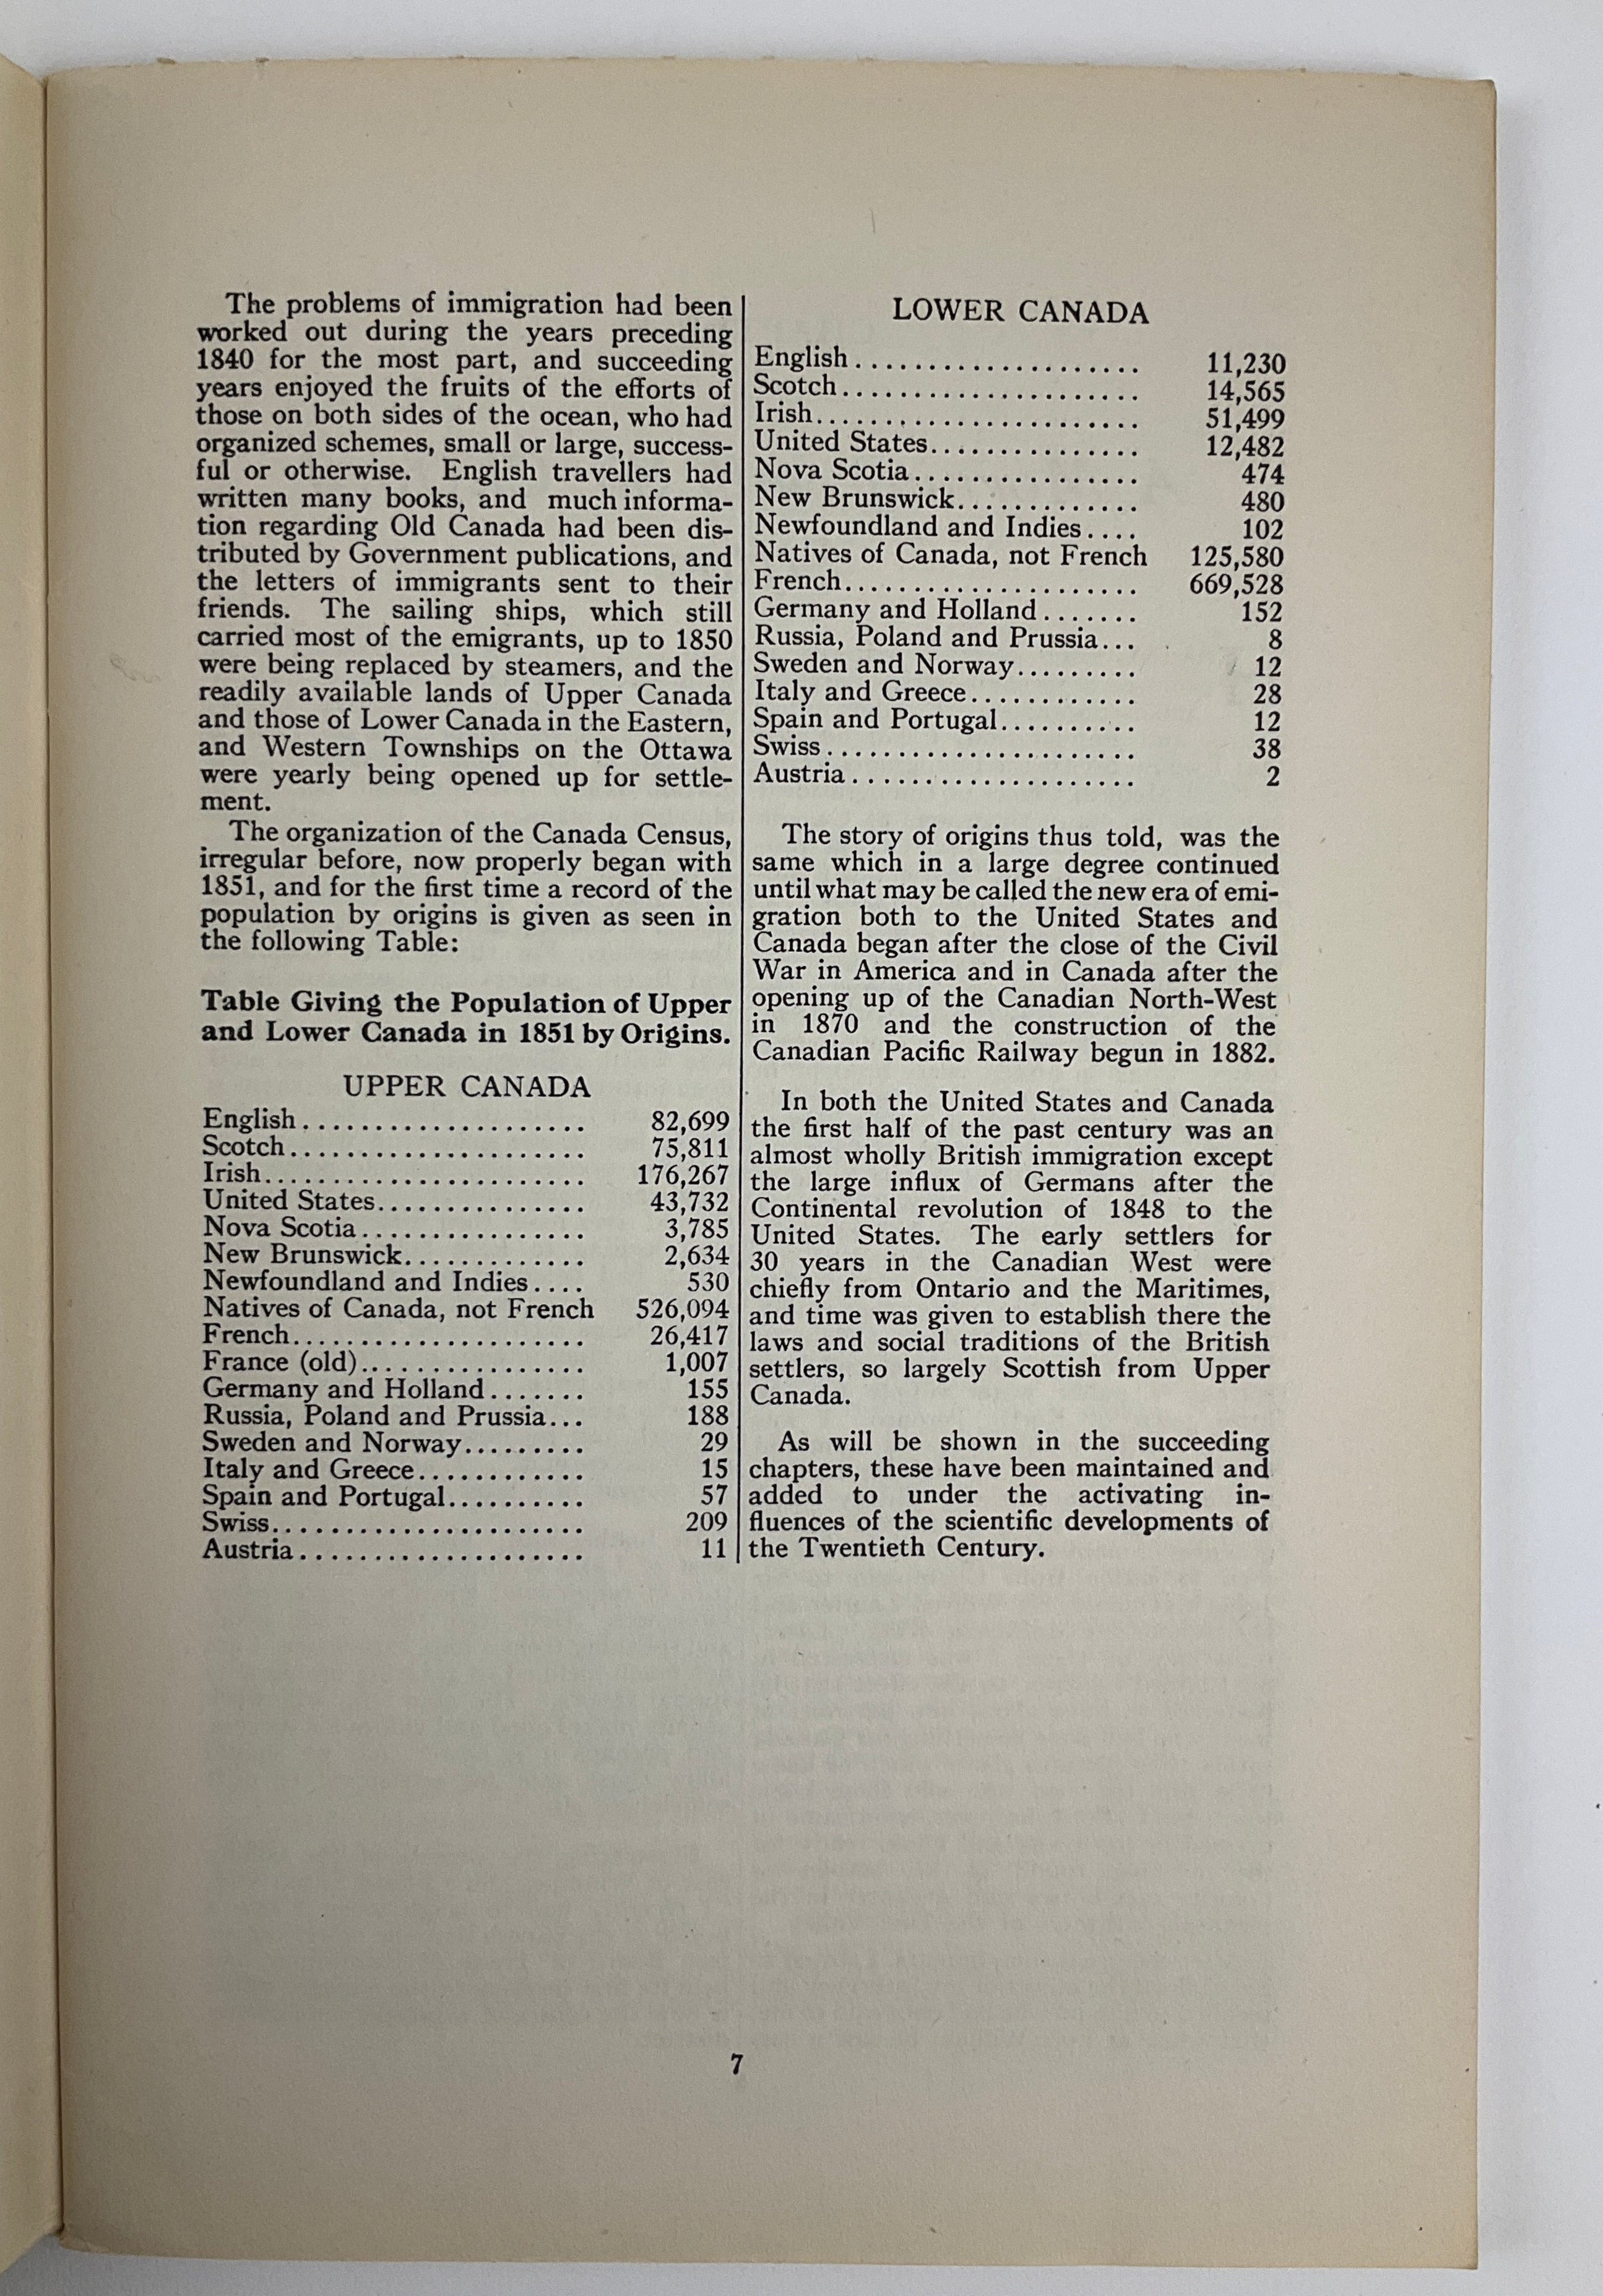 The problems of immigration had been
worked out during the years preceding
1840 for the most part, and succeeding
years enjoyed the fruits of the efforts of
those on both sides of the ocean, who had
organized schemes, small or large, success-
ful or otherwise. English travellers had
written many books, and much informa-
tion regarding Old Canada had been dis-
tributed by Government publications, and
the letters of immigrants sent to their
friends. The sailing ships, which still
carried most of the emigrants, up to 1850
were being replaced by steamers, and the
readily available lands of Upper Canada
and those of Lower Canada in the Eastern,
and Western Townships on the Ottawa
were yearly being opened up for settle-
ment.
The organization of the Canada Census,
irregular before, now properly began with
1851, and for the first time a record of the
population by origins is given as seen in
the following Table:
Table Giving the Population of Upper
and Lower Canada in 1851 by Origins.
UPPER CANADA
English.................... 82,699
Scotch..................... 75,811
Irish...................... 176,267
United States............... 43,732
Nova Scotia................ 3,785
New Brunswick............. 2,634
Newfoundland and Indies.... 530
Natives of Canada, not French 526,094
French..................... 26,417
France (old)................ 1,007
Germany and Holland....... 155
Russia, Poland and Prussia... 188
Sweden and Norway......... 29
Italy and Greece............ 15
Spain and Portugal.......... 57
Swiss...................... 209
Austria.................... 11
LOWER CANADA
English.................... 11,230
Scotch..................... 14,565
Irish...................... 51,499
United States............... 12,482
Nova Scotia................ 474
New Brunswick............. 480
Newfoundland and Indies.... 102
Natives of Canada, not French 125,580
French..................... 669,528
Germany and Holland....... 152
Russia, Poland and Prussia... 8
Sweden and Norway......... 12
Italy and Greece............ 28
Spain and Portugal.......... 12
Swiss...................... 38
Austria.................... 2
The story of origins thus told, was the
same which in a large degree continued
until what may be called the new era of emi-
gration both to the United States and
Canada began after the close of the Civil
War in America and in Canada after the
opening up of the Canadian North-West
in 1870 and the construction of the
Canadian Pacific Railway begun in 1882.
In both the United States and Canada
the first half of the past century was an
almost wholly British immigration except
the large influx of Germans after the
Continental revolution of 1848 to the
United States. The early settlers for
30 years in the Canadian West were
chiefly from Ontario and the Maritimes,
and time was given to establish there the
laws and social traditions of the British
settlers, so largely Scottish from Upper
Canada.
As will be shown in the succeeding
chapters, these have been maintained and
added to under the activating in-
fluences of the scientific developments of
the Twentieth Century.
7